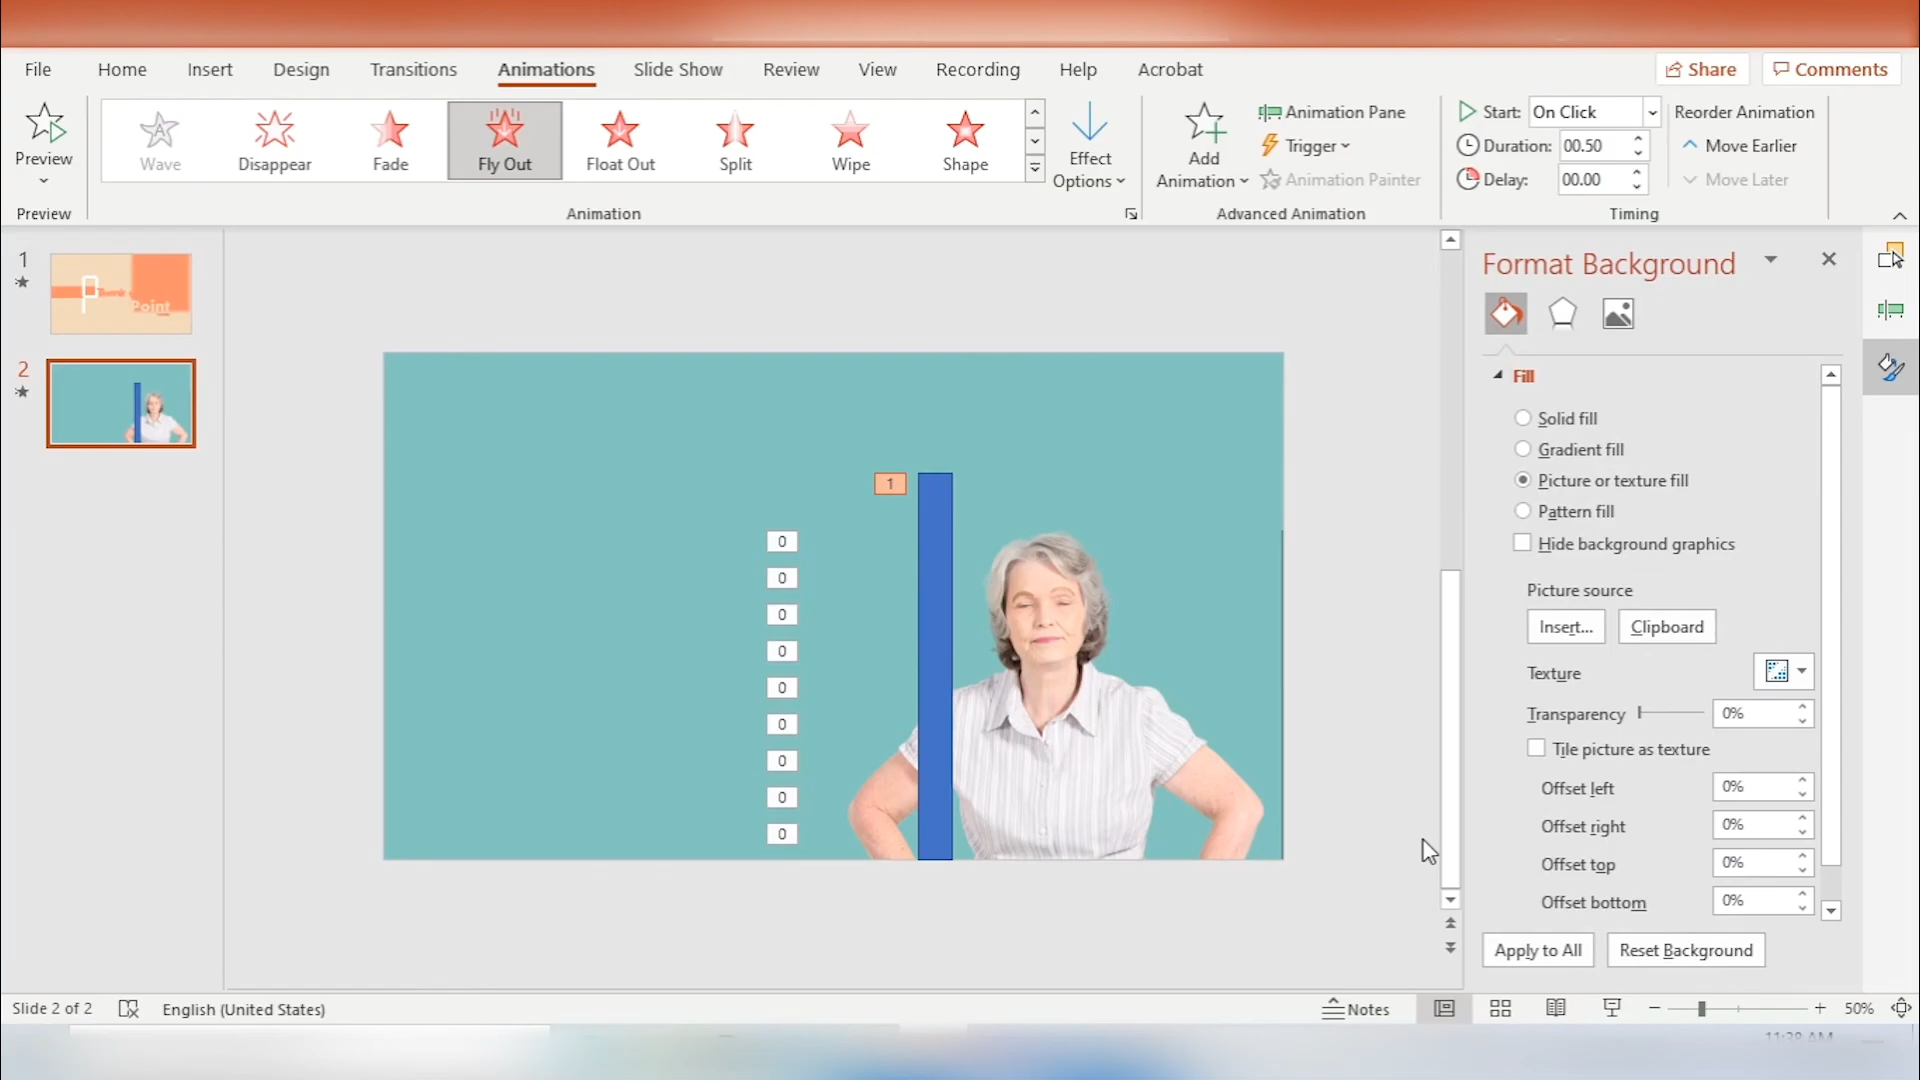 File Home Insert Design Transitions Animations Slide Show Review View Recording Help Acrobat Share Comments
Preview
Wave Disappear Fade Fly Out Float Out Split Wipe Shape
Effect Options
Add Animation
Animation Pane
Trigger
Animation Painter
Start: On Click
Duration: 00.50
Delay: 00.00
Reorder Animation
Move Earlier
Move Later
Preview Animation Advanced Animation Timing
1
P
Point
2
1
0
0
0
0
0
0
0
0
0
Format Background
Fill
Solid fill
Gradient fill
Picture or texture fill
Pattern fill
Hide background graphics
Picture source
Insert... Clipboard
Texture
Transparency 0%
Tile picture as texture
Offset left 0%
Offset right 0%
Offset top 0%
Offset bottom 0%
Apply to All Reset Background
Slide 2 of 2 English (United States) Notes 50%
11:38 AM